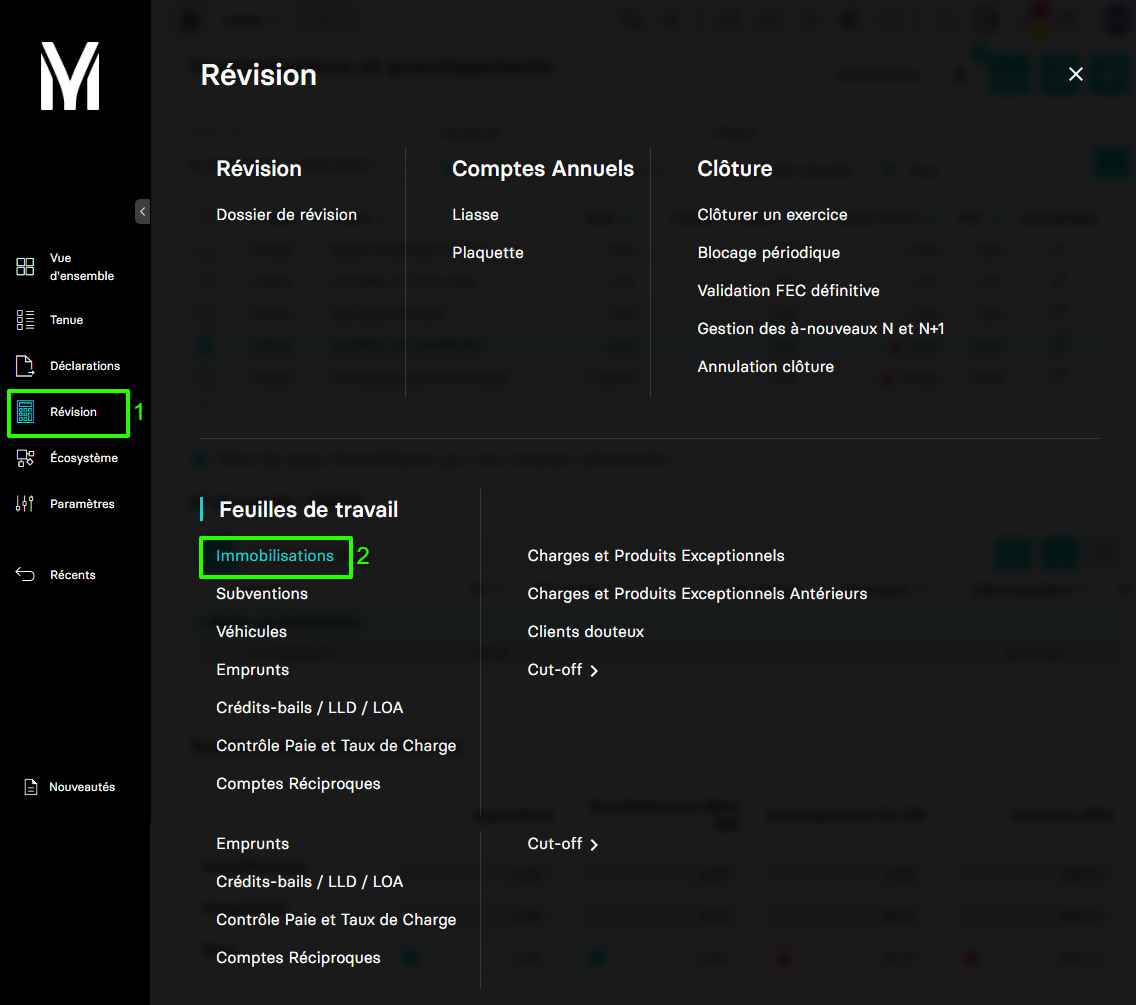 Révision
Révision
Dossier de révision
Comptes Annuels
Liasse
Plaquette
Clôture
Clôturer un exercice
Blocage périodique
Validation FEC définitive
Gestion des à-nouveaux N et N+1
Annulation clôture
Vue
d'ensemble
Tenue
Déclarations
Révision 1
Écosystème
Paramètres
Récents
Nouveautés
Feuilles de travail
Immobilisations 2
Subventions
Véhicules
Emprunts
Crédits-bails / LLD / LOA
Contrôle Paie et Taux de Charge
Comptes Réciproques
Charges et Produits Exceptionnels
Charges et Produits Exceptionnels Antérieurs
Clients douteux
Cut-off
Emprunts
Crédits-bails / LLD / LOA
Contrôle Paie et Taux de Charge
Comptes Réciproques
Cut-off